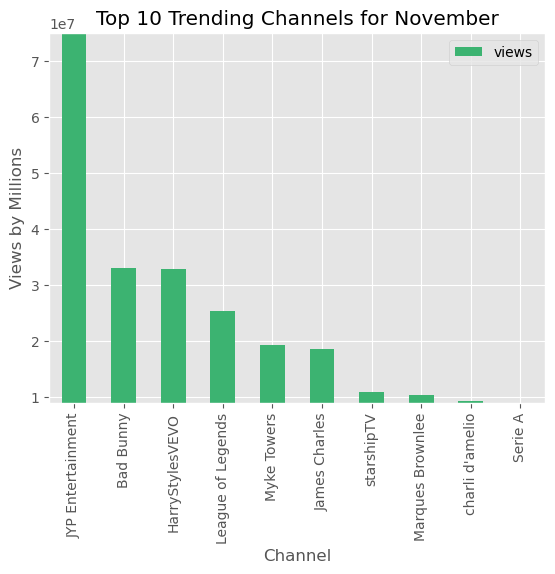 Top 10 Trending Channels for November
1e7
views
7
6
5
4
3
2
1
Views by Millions
JYP Entertainment
Bad Bunny
HarryStylesVEVO
League of Legends
Myke Towers
James Charles
starshipTV
Marques Brownlee
charli d'amelio
Serie A
Channel